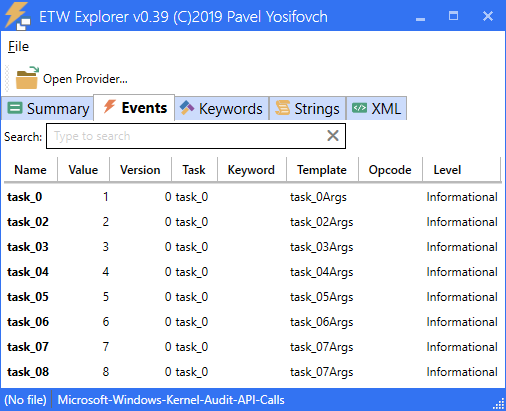 ETW Explorer v0.39 (C)2019 Pavel Yosifovch
File
Open Provider...
Summary Events Keywords Strings XML
Search: Type to search
Name Value Version Task Keyword Template Opcode Level
task_0 1 0 task_0 task_0Args Informational
task_02 2 0 task_0 task_02Args Informational
task_03 3 0 task_0 task_03Args Informational
task_04 4 0 task_0 task_04Args Informational
task_05 5 0 task_0 task_05Args Informational
task_06 6 0 task_0 task_06Args Informational
task_07 7 0 task_0 task_07Args Informational
task_08 8 0 task_0 task_07Args Informational
(No file) Microsoft-Windows-Kernel-Audit-API-Calls